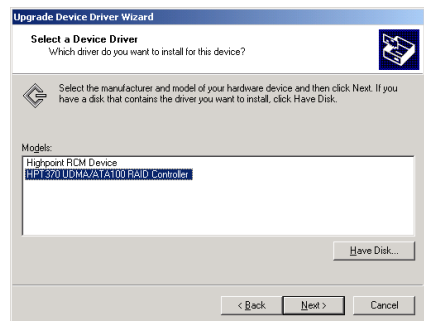 Upgrade Device Driver Wizard
Select a Device Driver
Which driver do you want to install for this device?
Select the manufacturer and model of your hardware device and then click Next. If you
have a disk that contains the driver you want to install, click Have Disk.
Models:
Highpoint RCM Device
HPT370 UDMA/ATA100 RAID Controller
Have Disk...
< Back
Next >
Cancel